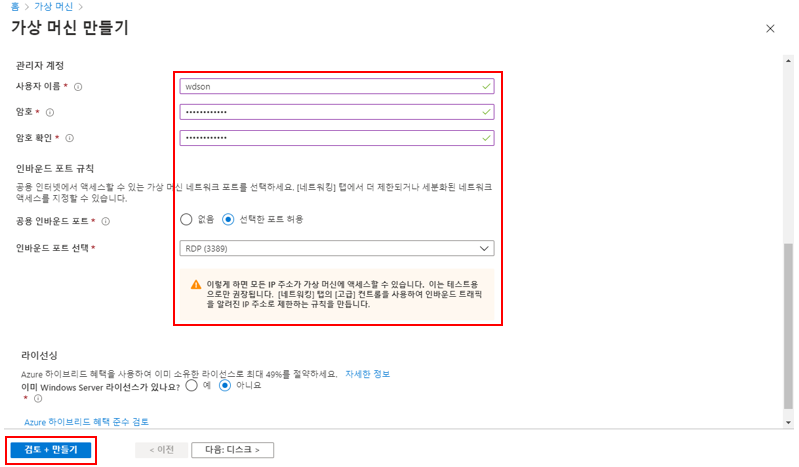 홈 > 가상 머신 >
가상 머신 만들기
관리자 계정
사용자 이름 *
wdson
암호 *
••••••••••••
암호 확인 *
••••••••••••
인바운드 포트 규칙
공용 인터넷에서 액세스할 수 있는 가상 머신 네트워크 포트를 선택하세요. [네트워킹] 탭에서 더 제한되거나 세분화된 네트워크
액세스를 지정할 수 있습니다.
공용 인바운드 포트 * 없음 선택한 포트 허용
인바운드 포트 선택 * RDP (3389)
이렇게 하면 모든 IP 주소가 가상 머신에 액세스할 수 있습니다. 이는 테스트용
으로만 권장됩니다. [네트워킹] 탭의 [고급] 컨트롤을 사용하여 인바운드 트래픽
을 알려진 IP 주소로 제한하는 규칙을 만듭니다.
라이선싱
Azure 하이브리드 혜택을 사용하여 이미 소유한 라이선스로 최대 49%를 절약하세요. 자세한 정보
이미 Windows Server 라이선스가 있나요? 예 아니요
*
Azure 하이브리드 혜택 준수 검토
검토 + 만들기 < 이전 다음: 디스크 >